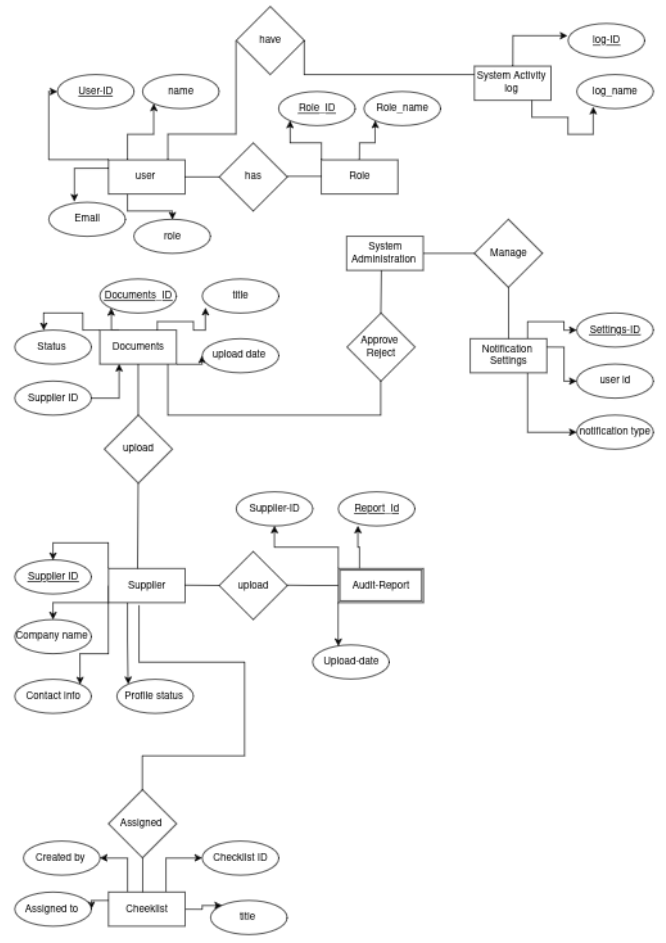 have
log-ID
System Activity
log
log_name
User-ID
name
Role_ID
Role_name
user
has
Role
Email
role
System
Administration
Manage
Documents_ID
title
Status
Documents
upload date
Approve
Reject
Notification
Settings
Settings-ID
Supplier ID
user id
notification type
upload
Supplier-ID
Report_Id
Supplier ID
Supplier
upload
Audit-Report
Company name
Upload-date
Contact info
Profile status
Assigned
Created by
Checklist ID
Assigned to
Cheeklist
title